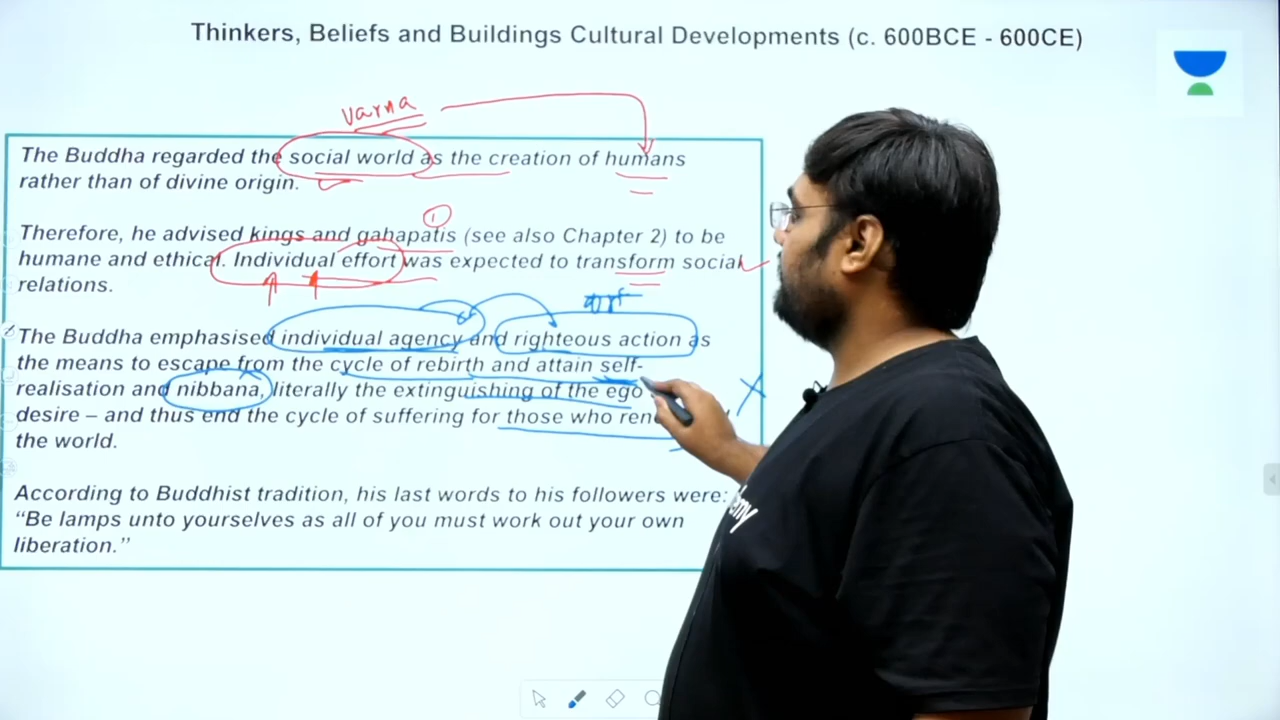 Thinkers, Beliefs and Buildings Cultural Developments (c. 600BCE - 600CE)
varna
The Buddha regarded the social world as the creation of humans
rather than of divine origin.
1
Therefore, he advised kings and gahapatis (see also Chapter 2) to be
humane and ethical. Individual effort was expected to transform social
relations.
The Buddha emphasised individual agency and righteous action as
the means to escape from the cycle of rebirth and attain self-
realisation and nibbana, literally the extinguishing of the ego
desire – and thus end the cycle of suffering for those who
the world.
According to Buddhist tradition, his last words to his followers were:
“Be lamps unto yourselves as all of you must work out your own
liberation.”